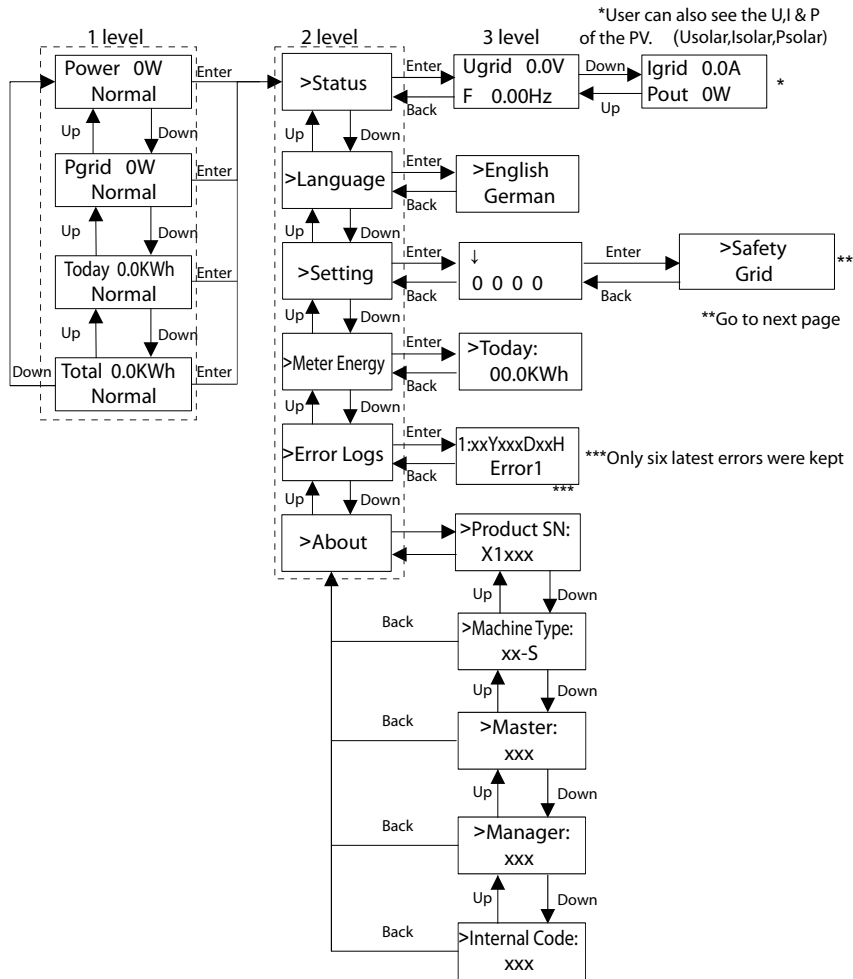 *User can also see the U,I & P
of the PV. (Usolar,Isolar,Psolar)
1 level
2 level
3 level
Power 0W
Normal
Enter
>Status
Enter
Back
Ugrid 0.0V
F 0.00Hz
Down
Up
Igrid 0.0A
Pout 0W
*
Up
Down
Up
Down
Pgrid 0W
Normal
Enter
>Language
Enter
Back
>English
German
Up
Down
Up
Down
Today 0.0KWh
Normal
Enter
>Setting
Enter
Back
↓
0 0 0 0
Enter
Back
>Safety
Grid
**
**Go to next page
Up
Down
Up
Down
Down
Total 0.0KWh
Normal
Enter
>Meter Energy
Enter
Back
>Today:
00.0KWh
Up
Down
>Error Logs
Enter
Back
1:xxYxxxDxxH
Error1
***
***Only six latest errors were kept
Up
Down
>About
>Product SN:
X1xxx
Up
Down
Back
>Machine Type:
xx-S
Up
Down
Back
>Master:
xxx
Up
Down
Back
>Manager:
xxx
Up
Down
Back
>Internal Code:
xxx